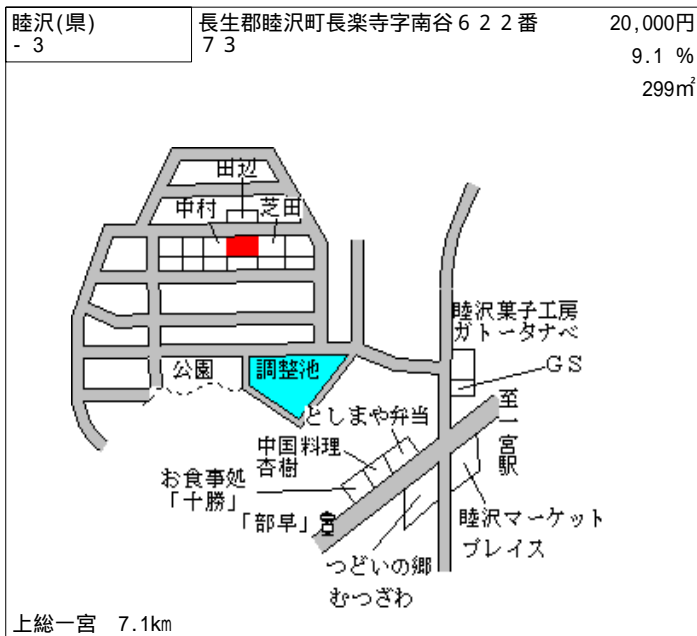 睦沢(県)
- 3
長生郡睦沢町長楽寺字南谷６２２番
７３
20,000円
9.1 %
299㎡
田辺
中村
芝田
睦沢菓子工房
ガトータナベ
GS
公園
調整池
至一宮駅
としまや弁当
中国料理
杏樹
お食事処
「十勝」
「部早」
睦沢マーケット
プレイス
つどいの郷
むつざわ
上総一宮 7.1km